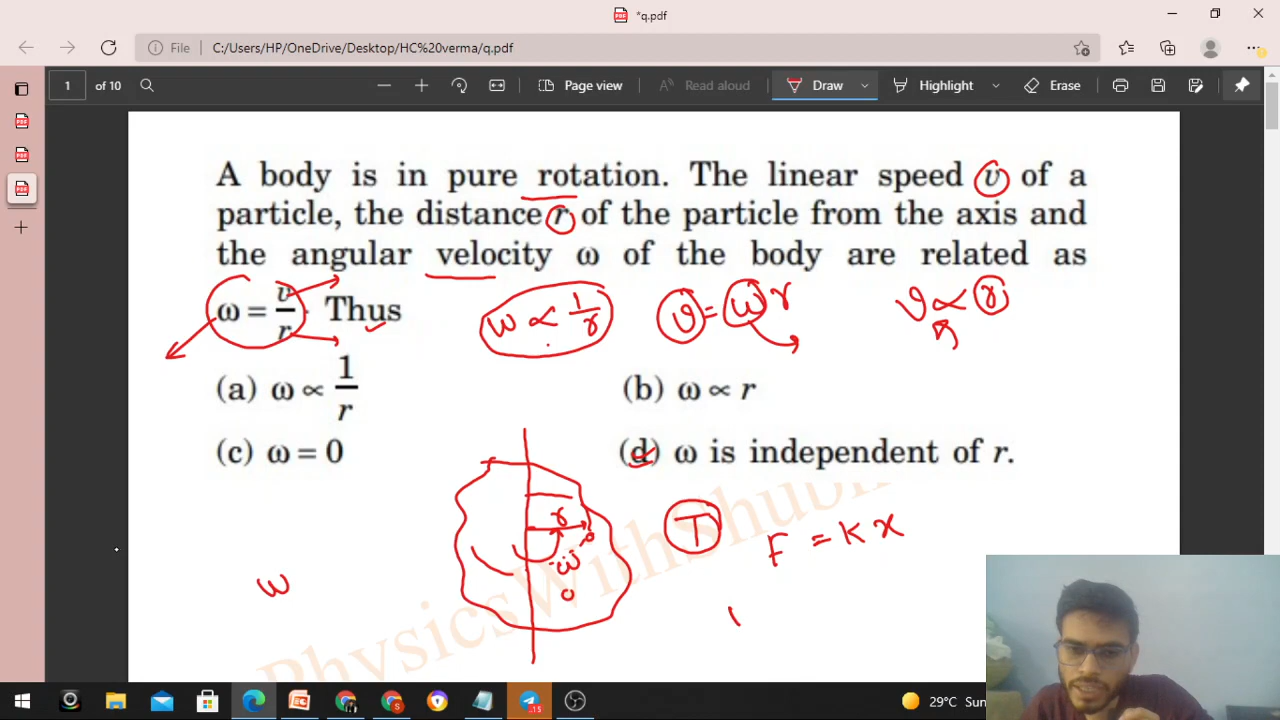 *q.pdf
File C:/Users/HP/OneDrive/Desktop/HC%20verma/q.pdf
1 of 10 Page view Read aloud Draw Highlight Erase
A body is in pure rotation. The linear speed v of a
particle, the distance r of the particle from the axis and
the angular velocity ω of the body are related as
ω = v/r . Thus ω ∝ 1/r v = ωr v ∝ r
(a) ω ∝ 1/r (b) ω ∝ r
(c) ω = 0 (d) ω is independent of r.
r
T F = kx
ω
ω
PhysicsWithShubh
29°C Sun